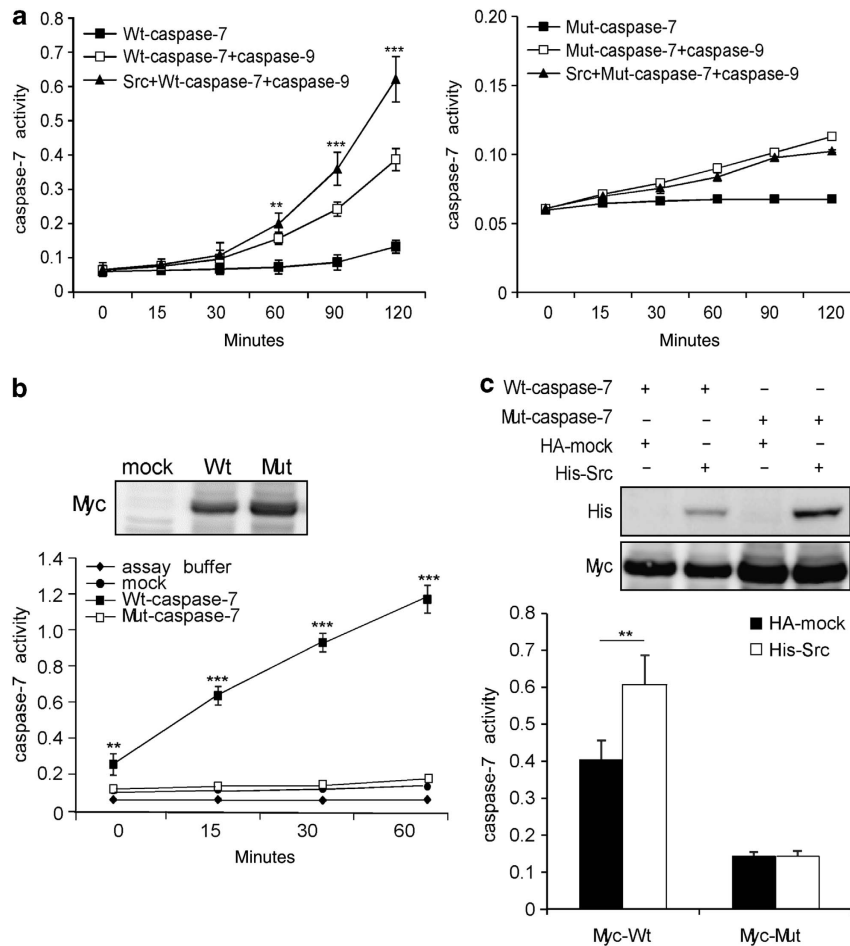 a
0.8
0.7
0.6
0.5
0.4
0.3
0.2
0.1
0
caspase-7 activity
Wt-caspase-7
Wt-caspase-7+caspase-9
Src+Wt-caspase-7+caspase-9
**
***
***
0 15 30 60 90 120
Minutes
0.20
0.15
0.10
0.05
0
caspase-7 activity
Mut-caspase-7
Mut-caspase-7+caspase-9
Src+Mut-caspase-7+caspase-9
0 15 30 60 90 120
Minutes
b
mock Wt Mut
Myc
1.4
1.2
1.0
0.8
0.6
0.4
0.2
0
caspase-7 activity
assay buffer
mock
Wt-caspase-7
Mut-caspase-7
**
***
***
***
0 15 30 60
Minutes
c
Wt-caspase-7 + + – –
Mut-caspase-7 – – + +
HA-mock + – + –
His-Src – + – +
His
Myc
0.8
0.7
0.6
0.5
0.4
0.3
0.2
0.1
0
caspase-7 activity
**
HA-mock
His-Src
Myc-Wt Myc-Mut